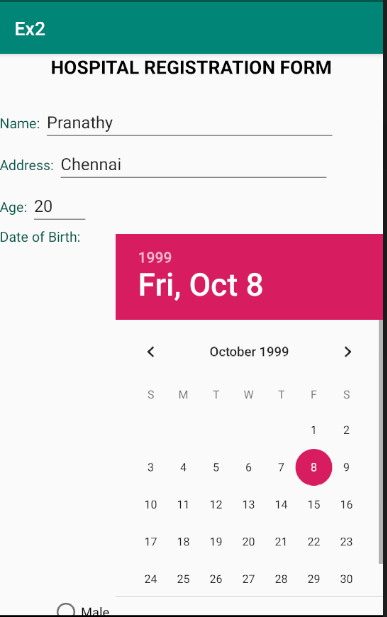 Ex2
HOSPITAL REGISTRATION FORM
Name: Pranathy
Address: Chennai
Age: 20
Date of Birth:
1999
Fri, Oct 8
October 1999
S M T W T F S
1 2
3 4 5 6 7 8 9
10 11 12 13 14 15 16
17 18 19 20 21 22 23
24 25 26 27 28 29 30
Male